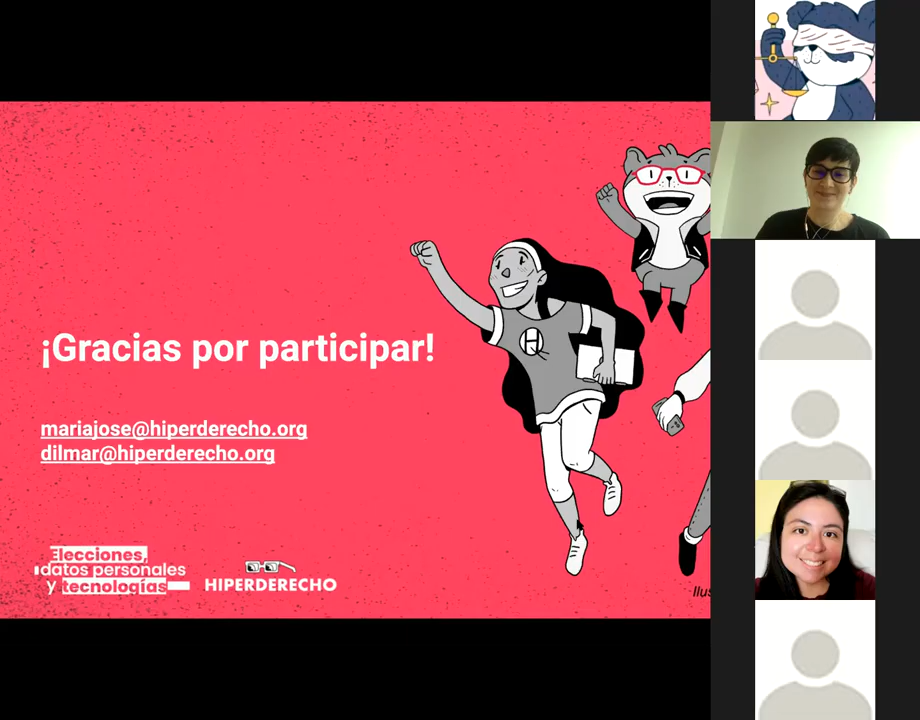 ¡Gracias por participar!
mariajose@hiperderecho.org
dilmar@hiperderecho.org
Elecciones,
datos personales
y tecnologías
HIPERDERECHO